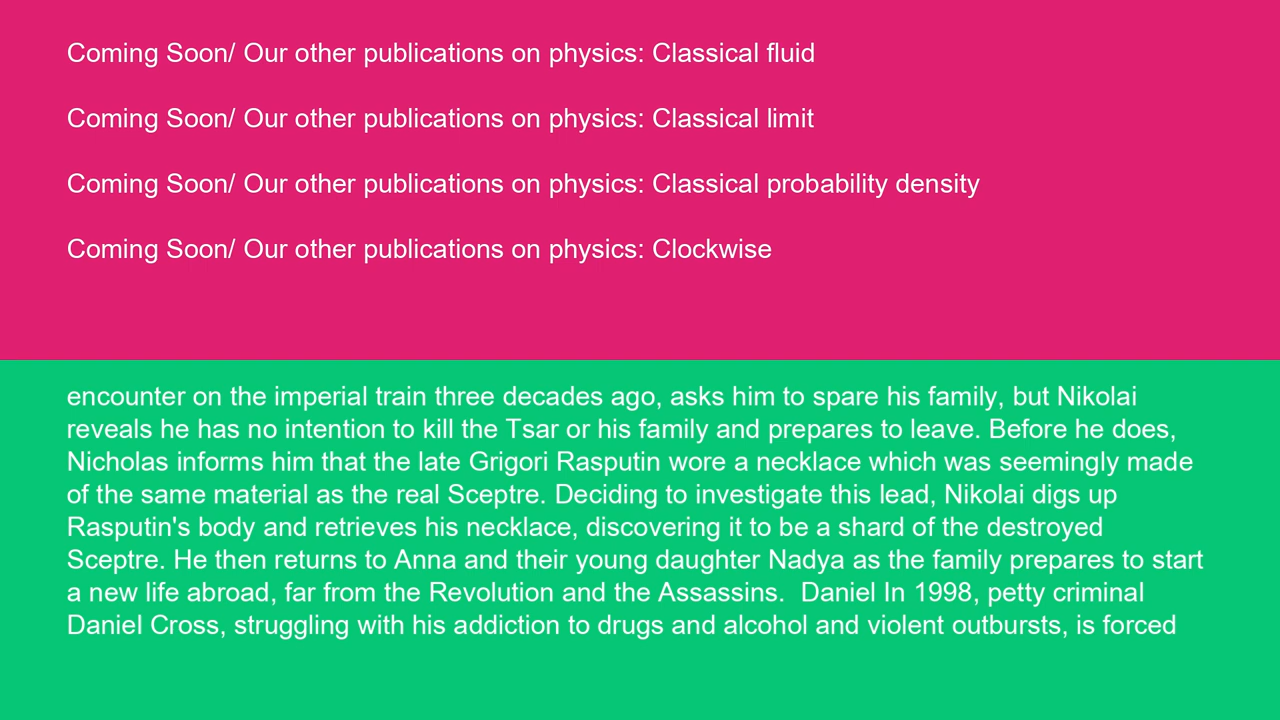 Coming Soon/ Our other publications on physics: Classical fluid
Coming Soon/ Our other publications on physics: Classical limit
Coming Soon/ Our other publications on physics: Classical probability density
Coming Soon/ Our other publications on physics: Clockwise
encounter on the imperial train three decades ago, asks him to spare his family, but Nikolai
reveals he has no intention to kill the Tsar or his family and prepares to leave. Before he does,
Nicholas informs him that the late Grigori Rasputin wore a necklace which was seemingly made
of the same material as the real Sceptre. Deciding to investigate this lead, Nikolai digs up
Rasputin's body and retrieves his necklace, discovering it to be a shard of the destroyed
Sceptre. He then returns to Anna and their young daughter Nadya as the family prepares to start
a new life abroad, far from the Revolution and the Assassins.  Daniel In 1998, petty criminal
Daniel Cross, struggling with his addiction to drugs and alcohol and violent outbursts, is forced